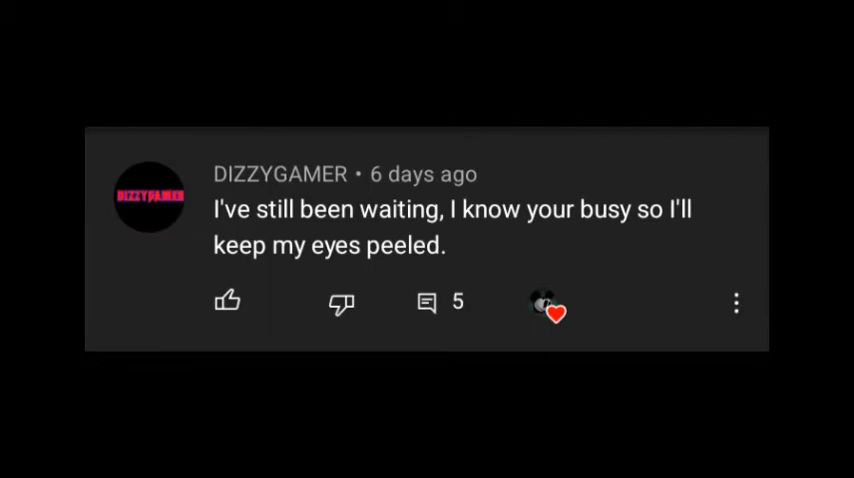 DIZZYGAMER • 6 days ago
DIZZYGAMER
I've still been waiting, I know your busy so I'll
keep my eyes peeled.
5